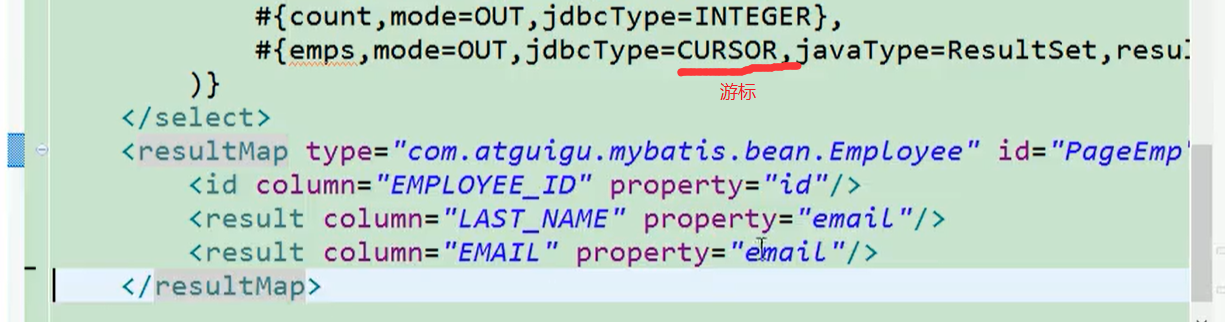 #{count,mode=OUT,jdbcType=INTEGER},
#{emps,mode=OUT,jdbcType=CURSOR,javaType=ResultSet,resul
游标
)}
</select>
<resultMap type="com.atguigu.mybatis.bean.Employee" id="PageEmp"
<id column="EMPLOYEE_ID" property="id"/>
<result column="LAST_NAME" property="email"/>
<result column="EMAIL" property="email"/>
</resultMap>